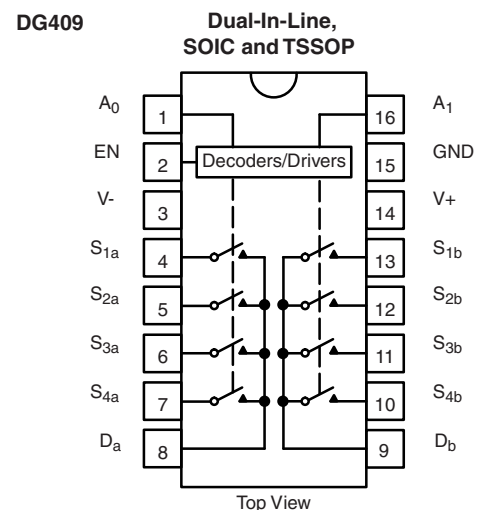 DG409
Dual-In-Line,
SOIC and TSSOP
A0 1 16 A1
EN 2 Decoders/Drivers 15 GND
V- 3 14 V+
S1a 4 13 S1b
S2a 5 12 S2b
S3a 6 11 S3b
S4a 7 10 S4b
Da 8 9 Db
Top View